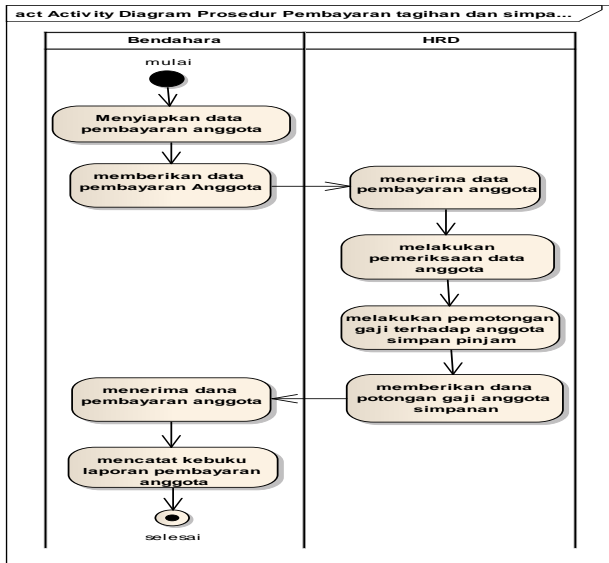 act Activity Diagram Prosedur Pembayaran tagihan dan simpa...
Bendahara
HRD
mulai
Menyiapkan data
pembayaran anggota
memberikan data
pembayaran Anggota
menerima data
pembayaran anggota
melakukan
pemeriksaan data
anggota
melakukan pemotongan
gaji terhadap anggota
simpan pinjam
memberikan dana
potongan gaji anggota
simpanan
menerima dana
pembayaran anggota
mencatat kebuku
laporan pembayaran
anggota
selesai